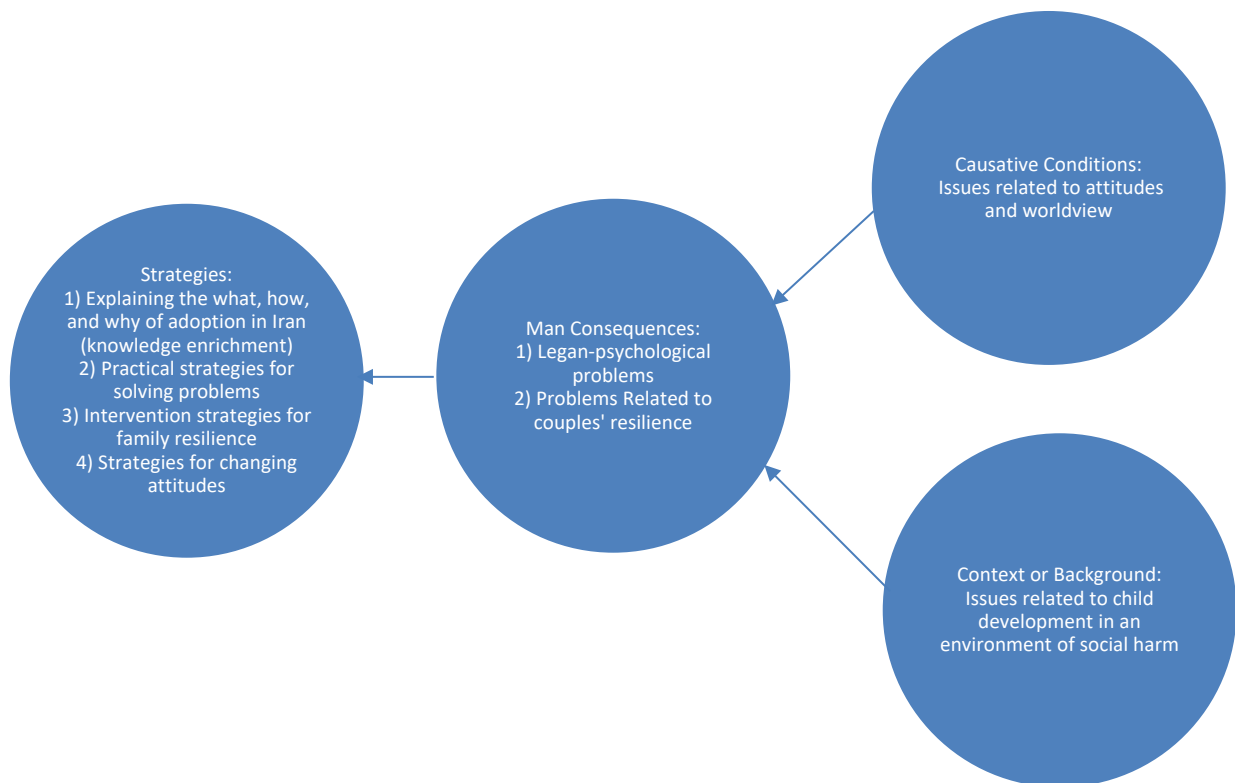 Strategies:
1) Explaining the what, how,
and why of adoption in Iran
(knowledge enrichment)
2) Practical strategies for
solving problems
3) Intervention strategies for
family resilience
4) Strategies for changing
attitudes
Man Consequences:
1) Legan-psychological
problems
2) Problems Related to
couples' resilience
Causative Conditions:
Issues related to attitudes
and worldview
Context or Background:
Issues related to child
development in an
environment of social harm